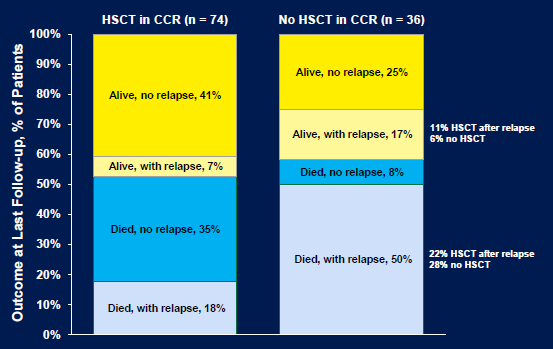 HSCT in CCR (n = 74)
No HSCT in CCR (n = 36)
Outcome at Last Follow-up, % of Patients
100%
90%
80%
70%
60%
50%
40%
30%
20%
10%
0%
Alive, no relapse, 41%
Alive, with relapse, 7%
Died, no relapse, 35%
Died, with relapse, 18%
Alive, no relapse, 25%
Alive, with relapse, 17%
Died, no relapse, 8%
Died, with relapse, 50%
11% HSCT after relapse
6% no HSCT
22% HSCT after relapse
28% no HSCT